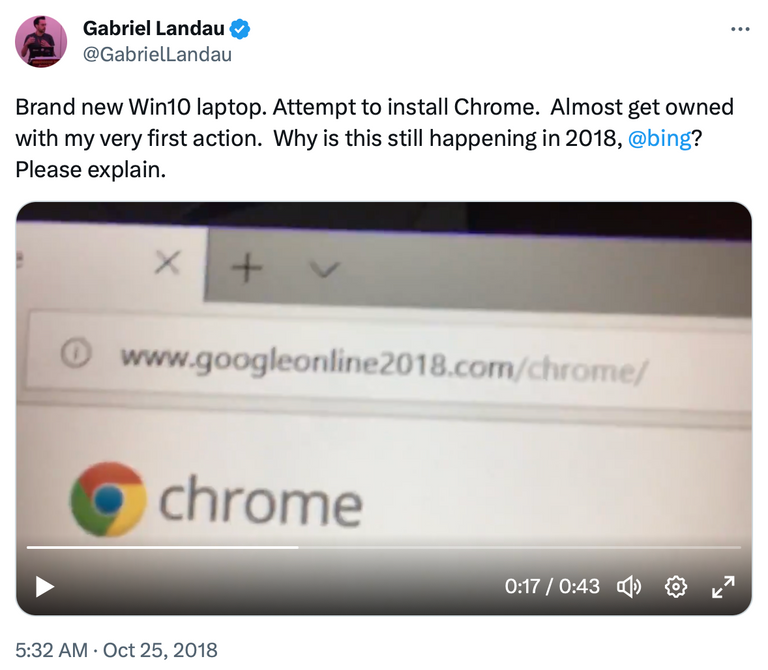 Gabriel Landau
@GabrielLandau
Brand new Win10 laptop. Attempt to install Chrome.  Almost get owned
with my very first action.  Why is this still happening in 2018, @bing?
Please explain.
www.googleonline2018.com/chrome/
chrome
0:17 / 0:43
5:32 AM · Oct 25, 2018